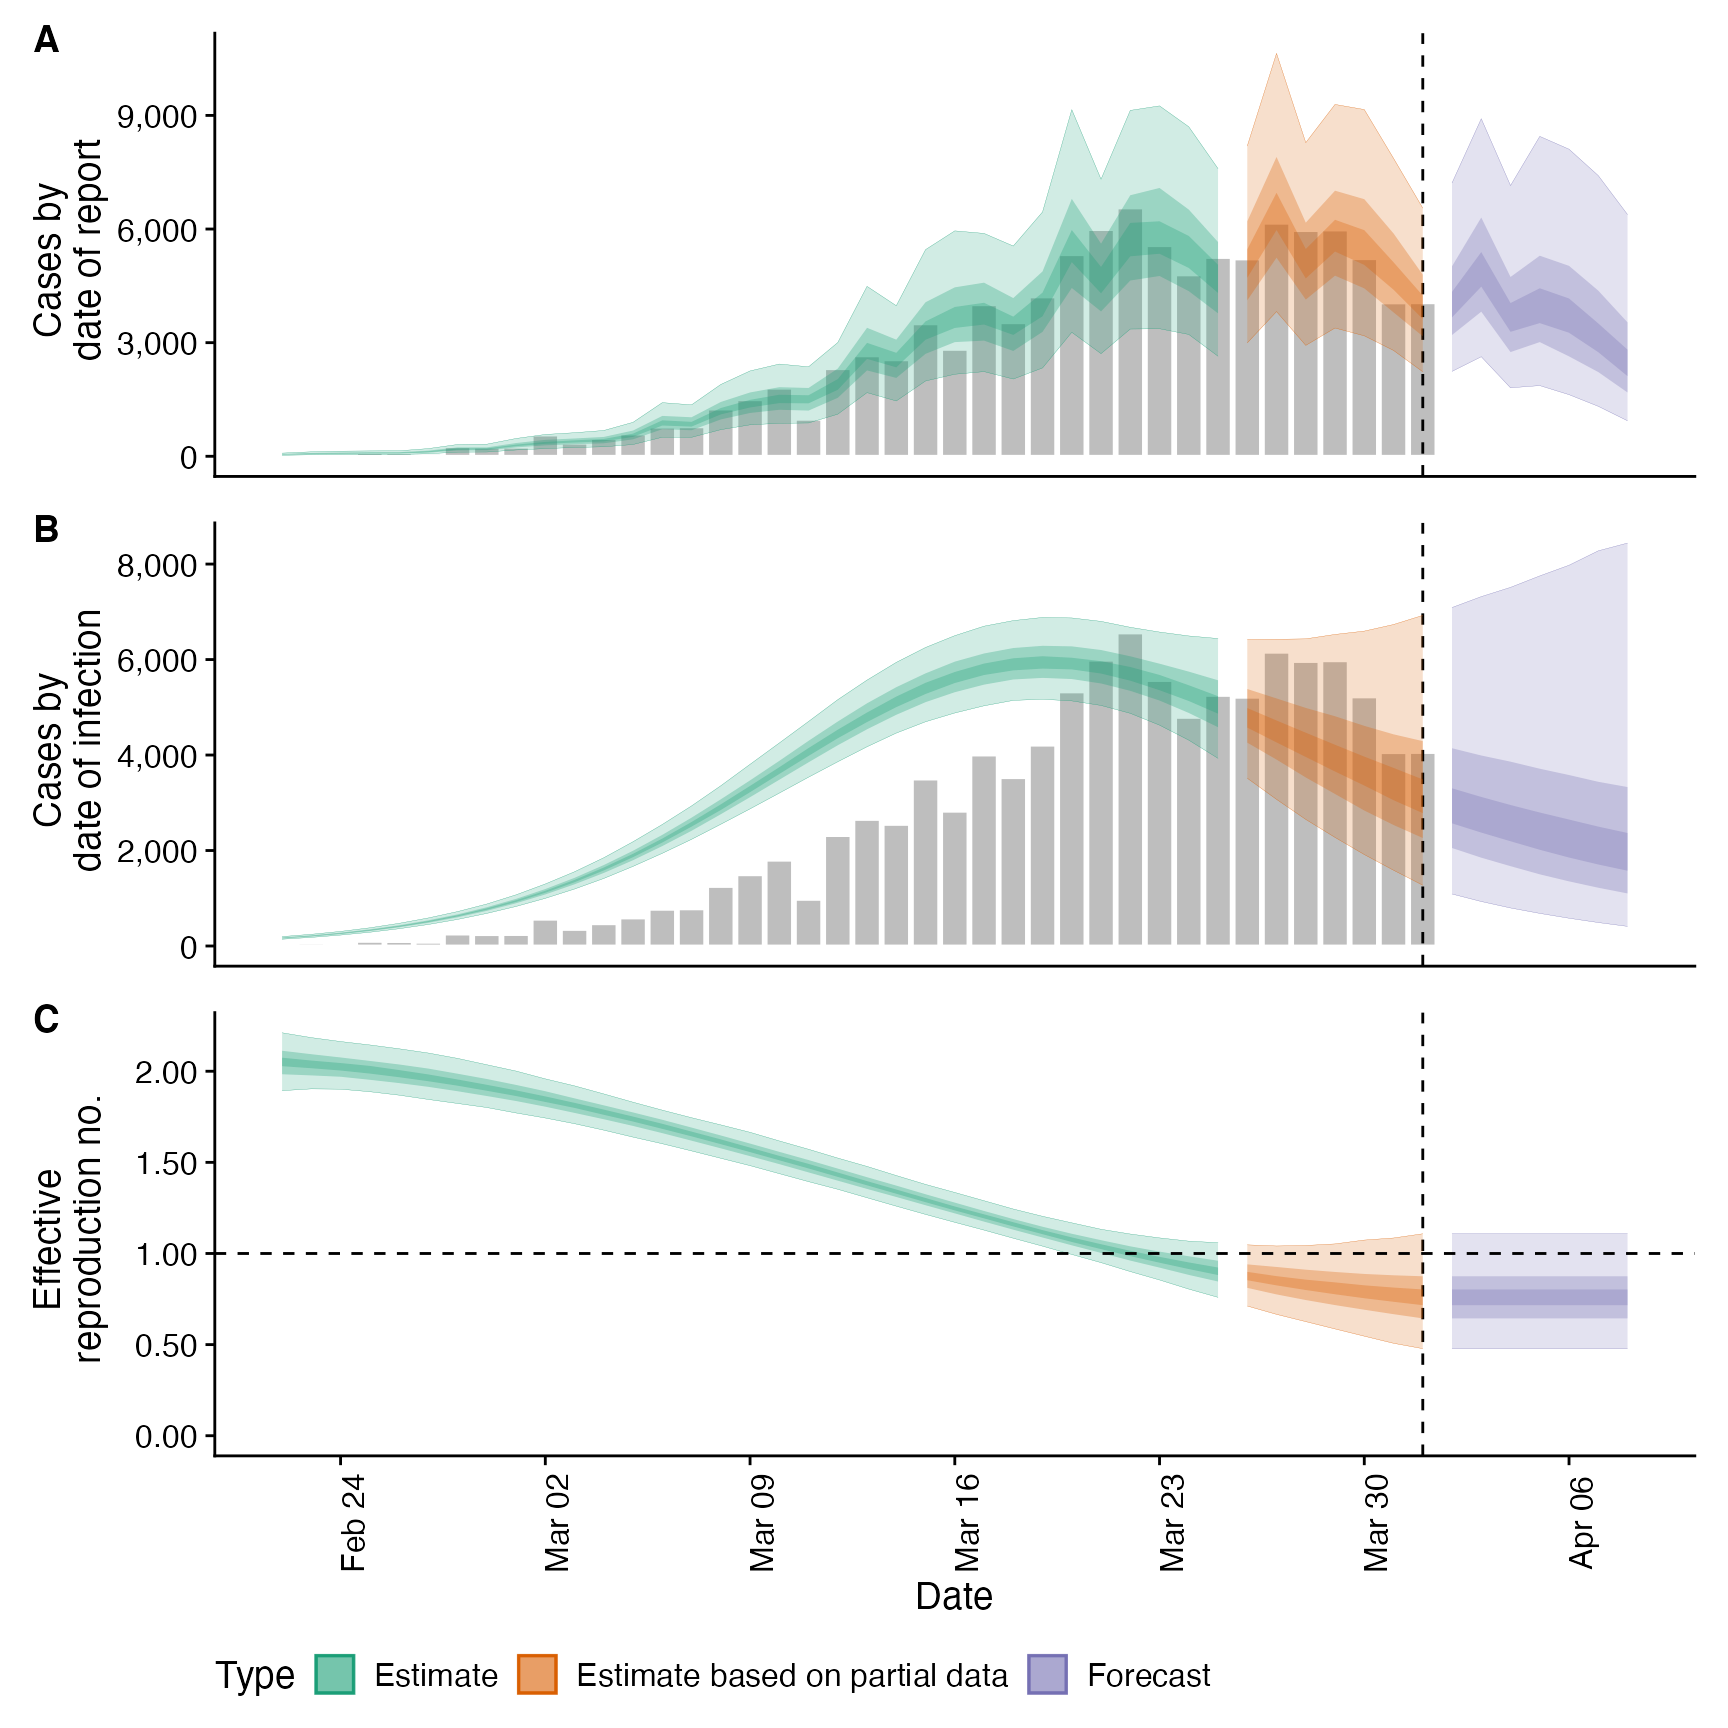 A
Cases by
date of report
9,000
6,000
3,000
0
B
Cases by
date of infection
8,000
6,000
4,000
2,000
0
C
Effective
reproduction no.
2.00
1.50
1.00
0.50
0.00
Feb 24
Mar 02
Mar 09
Mar 16
Mar 23
Mar 30
Apr 06
Date
Type Estimate Estimate based on partial data Forecast